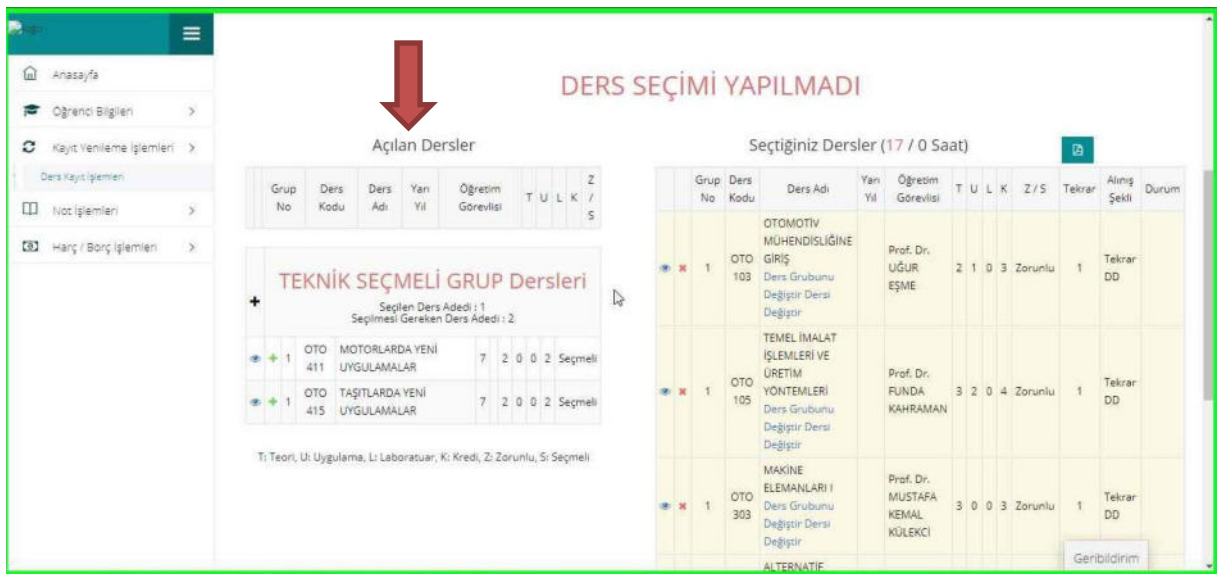 Anasayfa
Öğrenci Bilgileri
Kayıt Yenileme İşlemleri
Ders Kayıt İşlemleri
Not İşlemleri
Harç / Borç İşlemleri
DERS SEÇİMİ YAPILMADI
Açılan Dersler
Grup No Ders Kodu Ders Adı Yarı Yıl Öğretim Görevlisi T U L K Z / S
TEKNİK SEÇMELİ GRUP Dersleri
Seçilen Ders Adedi : 1
Seçilmesi Gereken Ders Adedi : 2
1 OTO 411 MOTORLARDA YENİ UYGULAMALAR 7 2 0 0 2 Seçmeli
1 OTO 415 TAŞITLARDA YENİ UYGULAMALAR 7 2 0 0 2 Seçmeli
T: Teori, U: Uygulama, L: Laboratuar, K: Kredi, Z: Zorunlu, S: Seçmeli
Seçtiğiniz Dersler (17 / 0 Saat)
Grup No Ders Kodu Ders Adı Yarı Yıl Öğretim Görevlisi T U L K Z / S Tekrar Alınış Şekli Durum
1 OTO 103 OTOMOTİV MÜHENDİSLİĞİNE GİRİŞ Ders Grubunu Değiştir Dersi Değiştir Prof. Dr. UĞUR EŞME 2 1 0 3 Zorunlu 1 Tekrar DD
1 OTO 105 TEMEL İMALAT İŞLEMLERİ VE ÜRETİM YÖNTEMLERİ Ders Grubunu Değiştir Dersi Değiştir Prof. Dr. FUNDA KAHRAMAN 3 2 0 4 Zorunlu 1 Tekrar DD
1 OTO 303 MAKİNE ELEMANLARI I Ders Grubunu Değiştir Dersi Değiştir Prof. Dr. MUSTAFA KEMAL KÜLEKCİ 3 0 0 3 Zorunlu 1 Tekrar DD
ALTERNATİF
Geribildirim